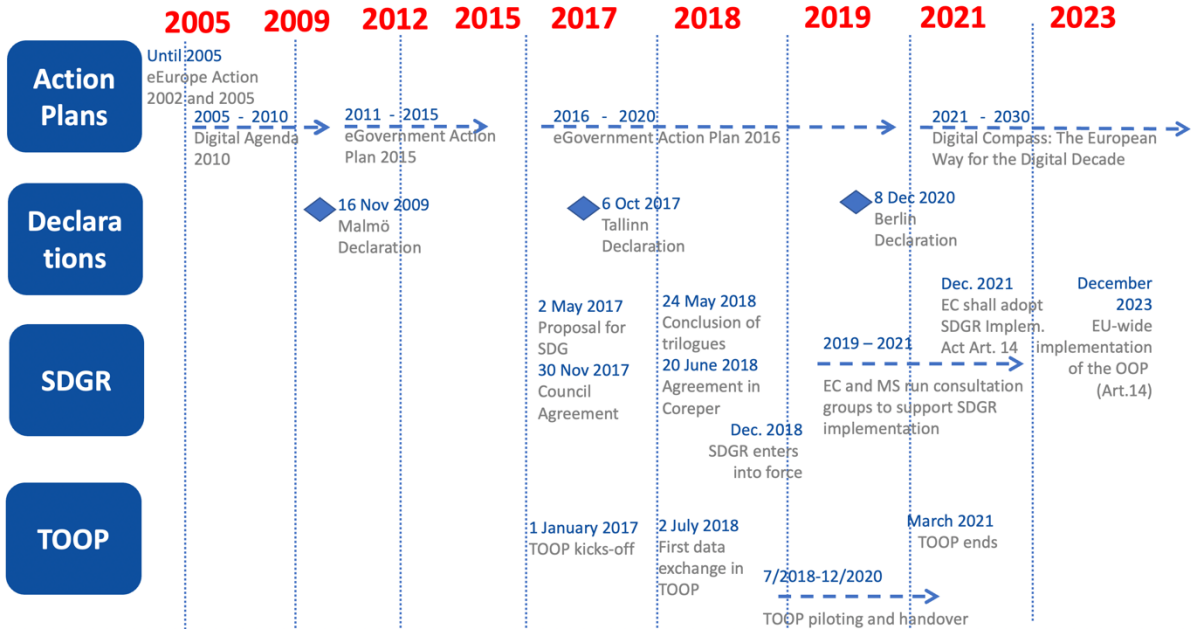 2005 2009 2012 2015 2017 2018 2019 2021 2023
Action
Plans
Until 2005
eEurope Action
2002 and 2005
2005 - 2010
Digital Agenda
2010
2011 - 2015
eGovernment Action
Plan 2015
2016 - 2020
eGovernment Action Plan 2016
2021 - 2030
Digital Compass: The European
Way for the Digital Decade
Declara
tions
16 Nov 2009
Malmö
Declaration
6 Oct 2017
Tallinn
Declaration
8 Dec 2020
Berlin
Declaration
SDGR
2 May 2017
Proposal for
SDG
30 Nov 2017
Council
Agreement
24 May 2018
Conclusion of
trilogues
20 June 2018
Agreement in
Coreper
Dec. 2018
SDGR enters
into force
2019 – 2021
EC and MS run consultation
groups to support SDGR
implementation
Dec. 2021
EC shall adopt
SDGR Implem.
Act Art. 14
December
2023
EU-wide
implementation
of the OOP
(Art.14)
TOOP
1 January 2017
TOOP kicks-off
2 July 2018
First data
exchange in
TOOP
7/2018-12/2020
TOOP piloting and handover
March 2021
TOOP ends